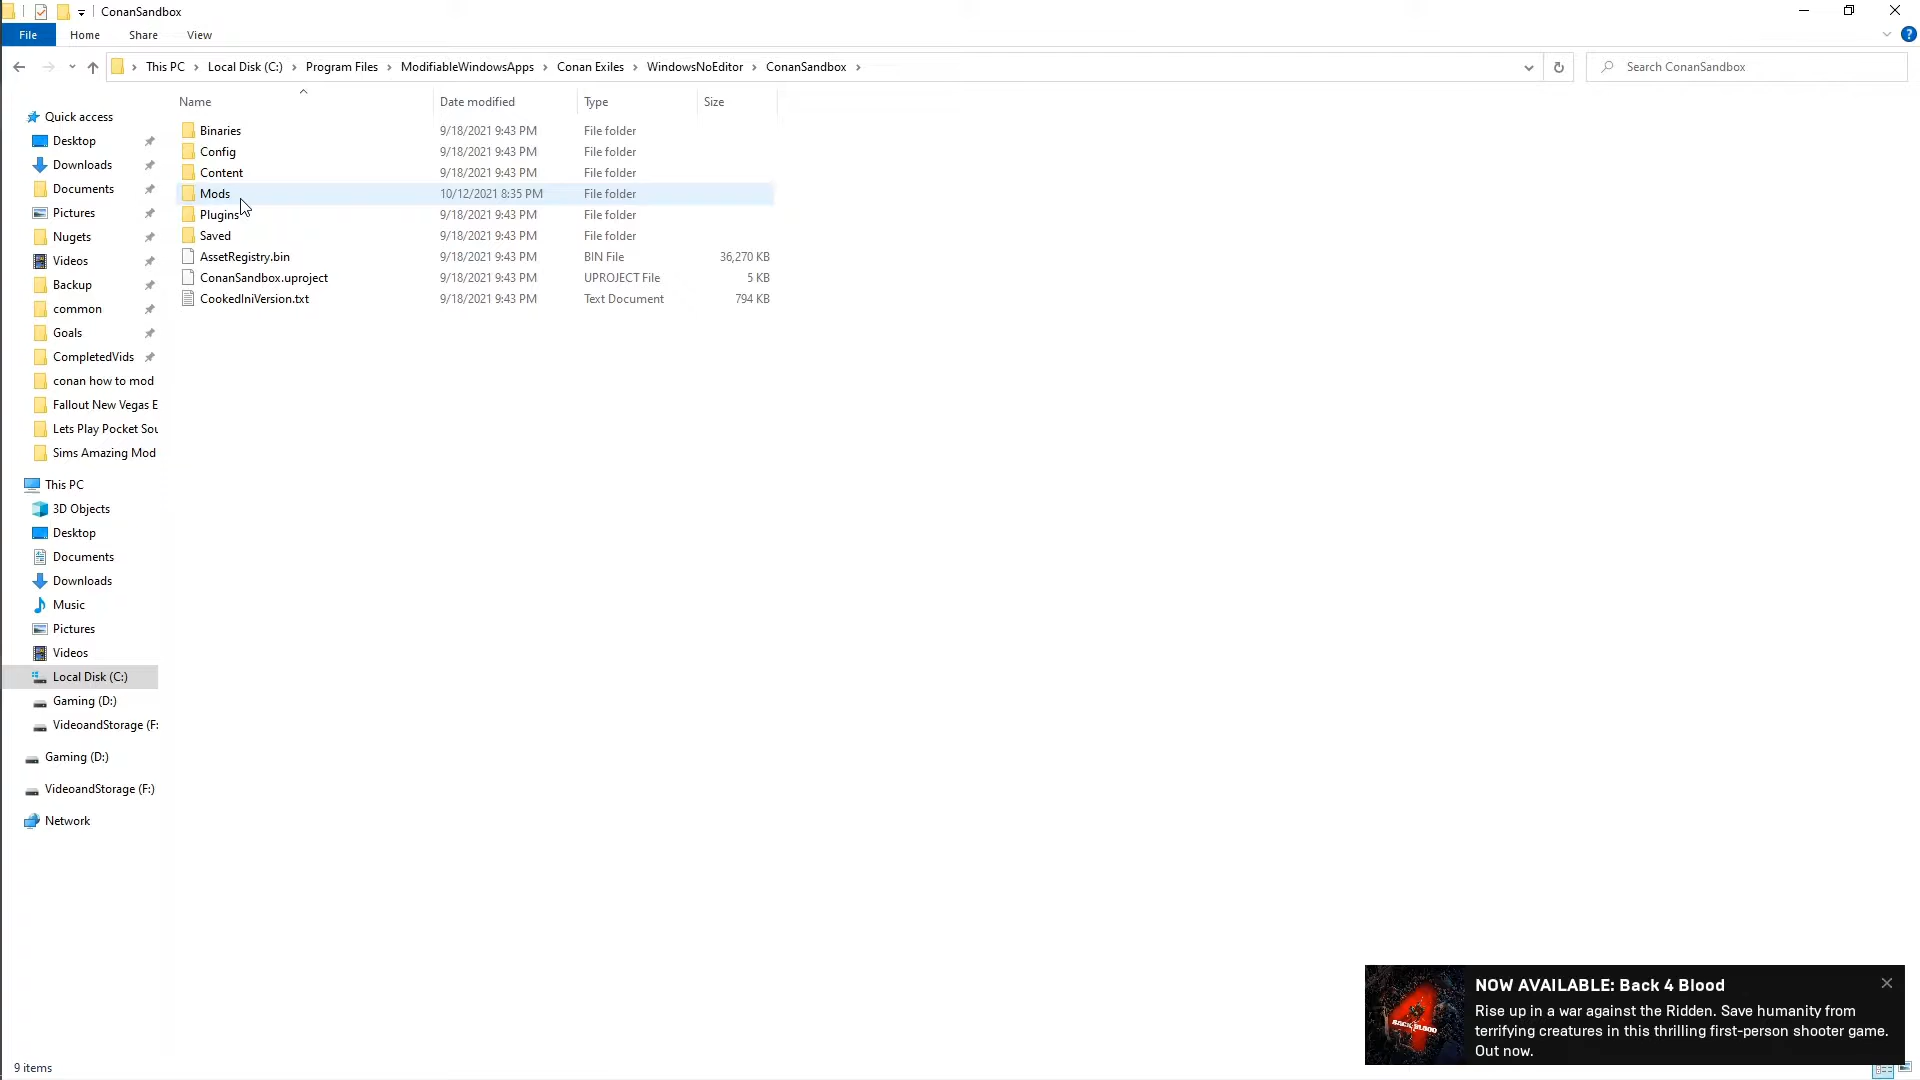 ConanSandbox
File Home Share View
This PC Local Disk (C:) Program Files ModifiableWindowsApps Conan Exiles WindowsNoEditor ConanSandbox
Search ConanSandbox
Name Date modified Type Size
Binaries 9/18/2021 9:43 PM File folder
Config 9/18/2021 9:43 PM File folder
Content 9/18/2021 9:43 PM File folder
Mods 10/12/2021 8:35 PM File folder
Plugins 9/18/2021 9:43 PM File folder
Saved 9/18/2021 9:43 PM File folder
AssetRegistry.bin 9/18/2021 9:43 PM BIN File 36,270 KB
ConanSandbox.uproject 9/18/2021 9:43 PM UPROJECT File 5 KB
CookedIniVersion.txt 9/18/2021 9:43 PM Text Document 794 KB
Quick access
Desktop
Downloads
Documents
Pictures
Nugets
Videos
Backup
common
Goals
CompletedVids
conan how to mod
Fallout New Vegas E
Lets Play Pocket Sou
Sims Amazing Mod
This PC
3D Objects
Desktop
Documents
Downloads
Music
Pictures
Videos
Local Disk (C:)
Gaming (D:)
VideoandStorage (F:
Gaming (D:)
VideoandStorage (F:)
Network
9 items
BACK 4 BLOOD
NOW AVAILABLE: Back 4 Blood
Rise up in a war against the Ridden. Save humanity from
terrifying creatures in this thrilling first-person shooter game.
Out now.